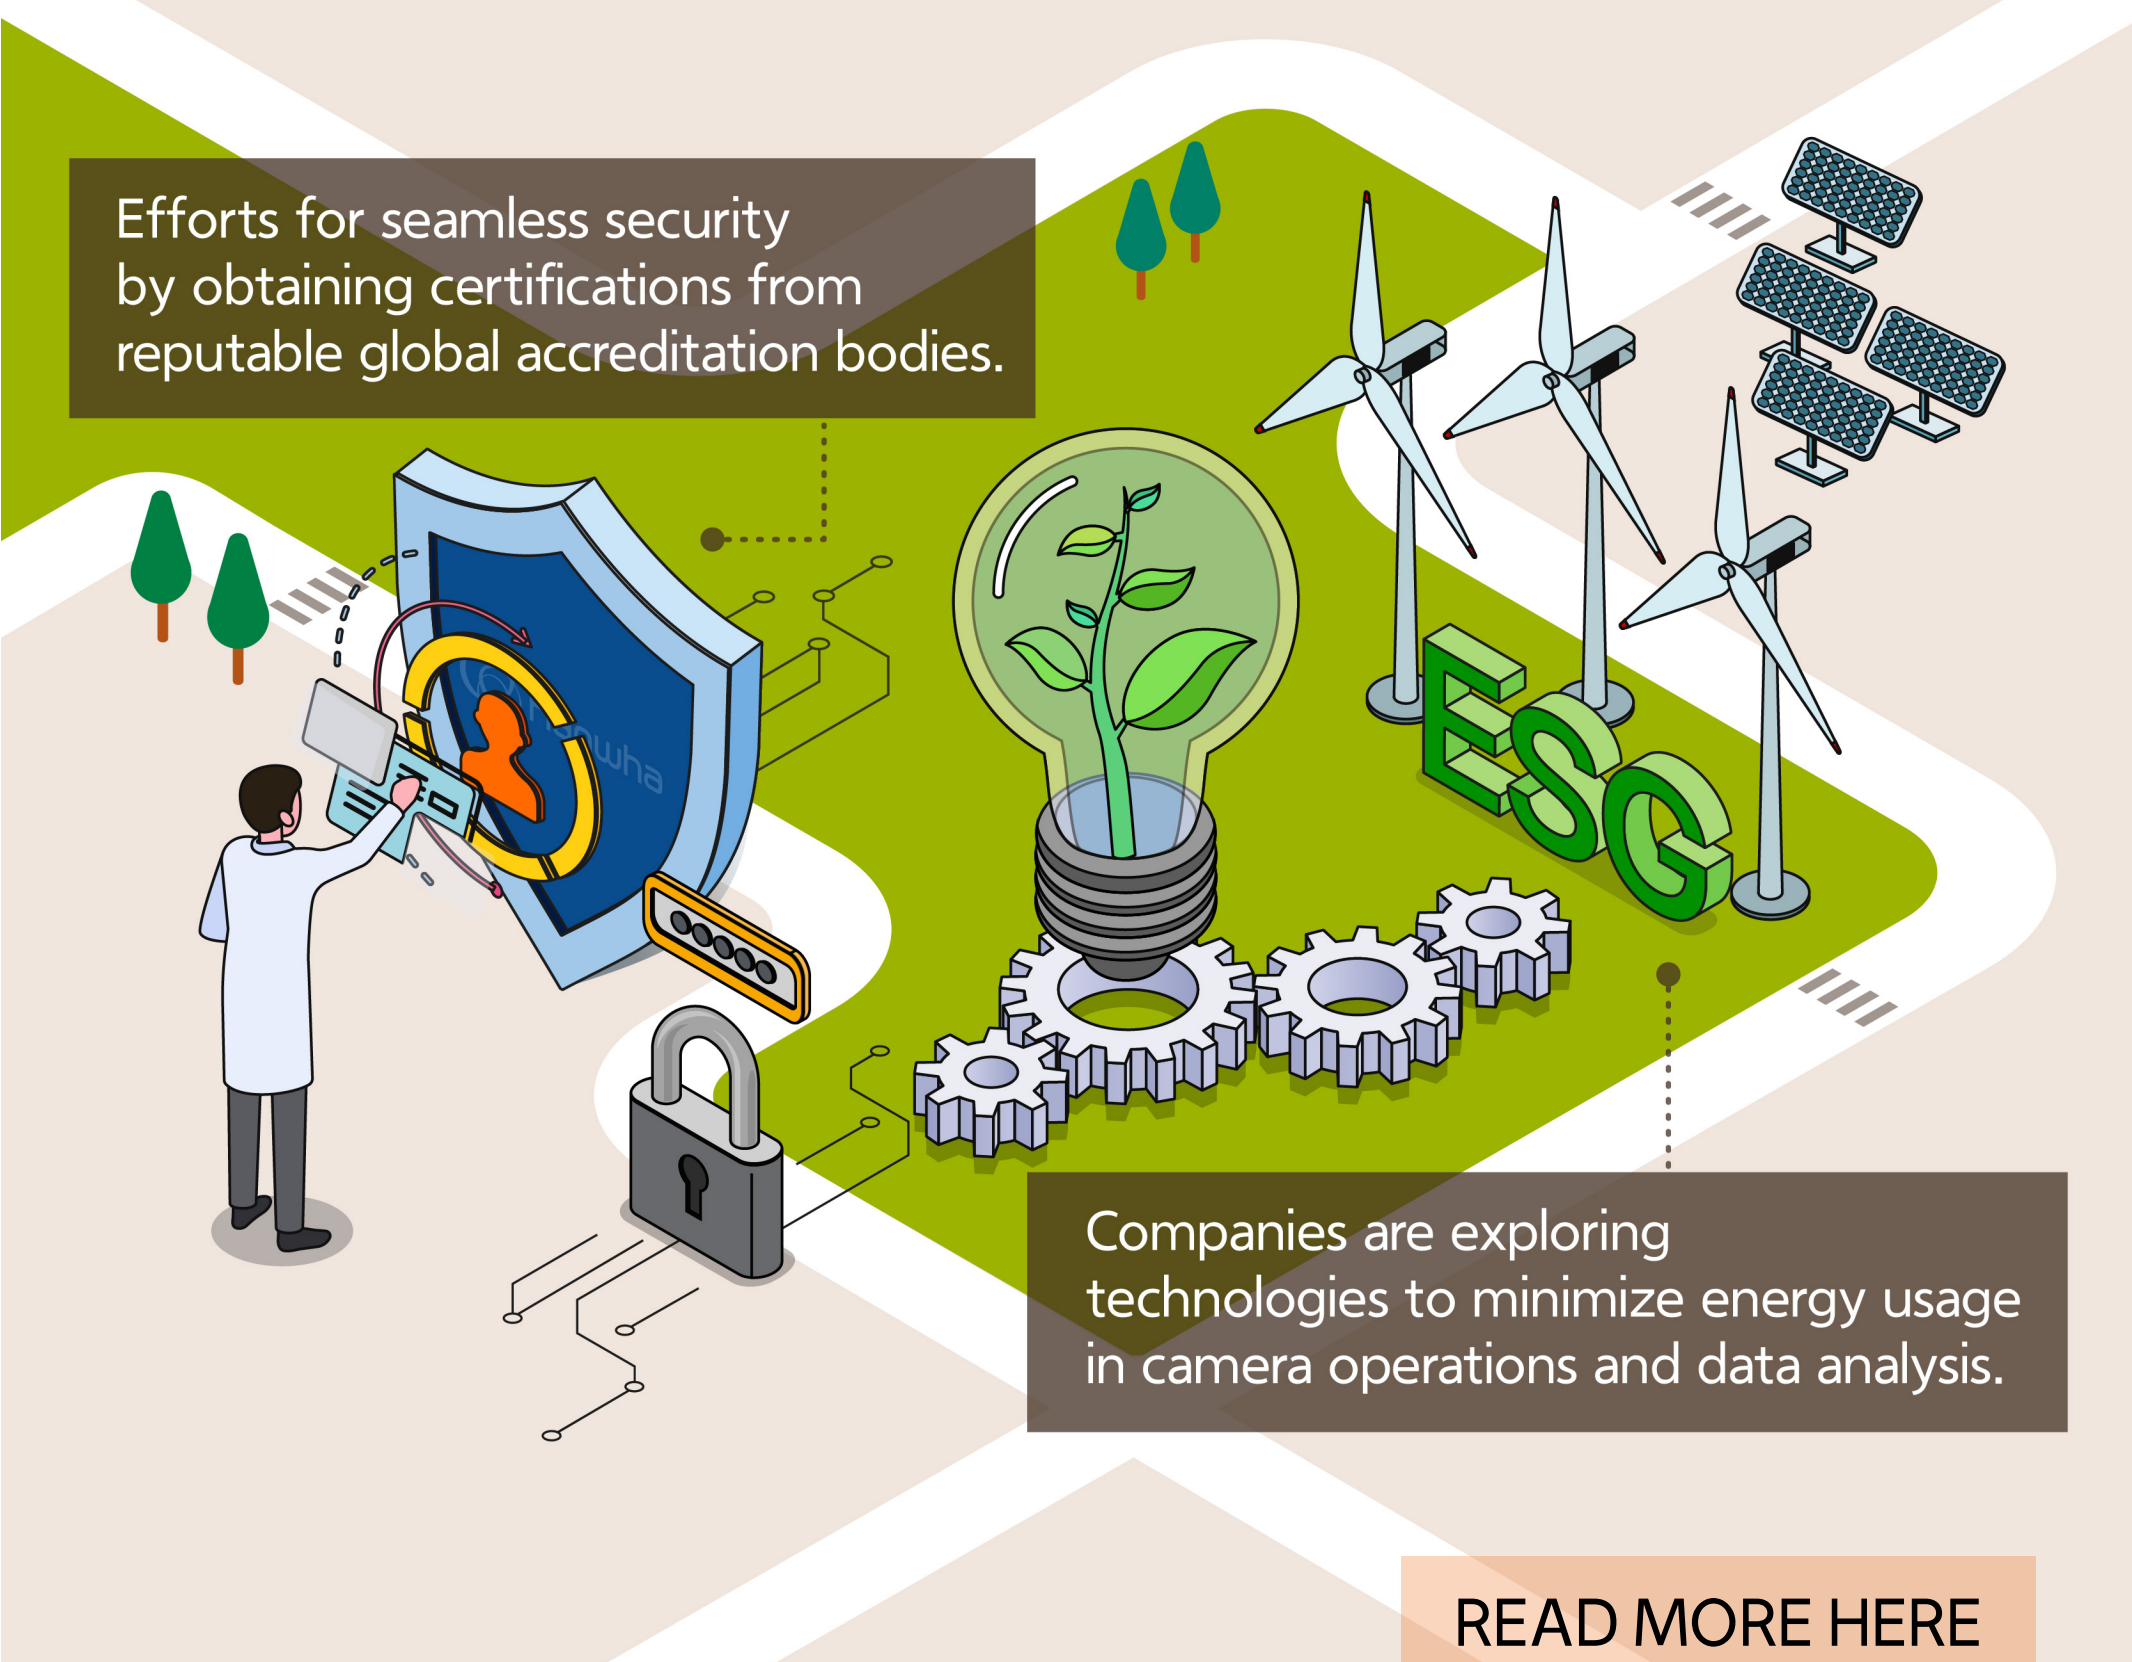 Efforts for seamless security
by obtaining certifications from
reputable global accreditation bodies.
Hanwha
ESG
Companies are exploring
technologies to minimize energy usage
in camera operations and data analysis.
READ MORE HERE